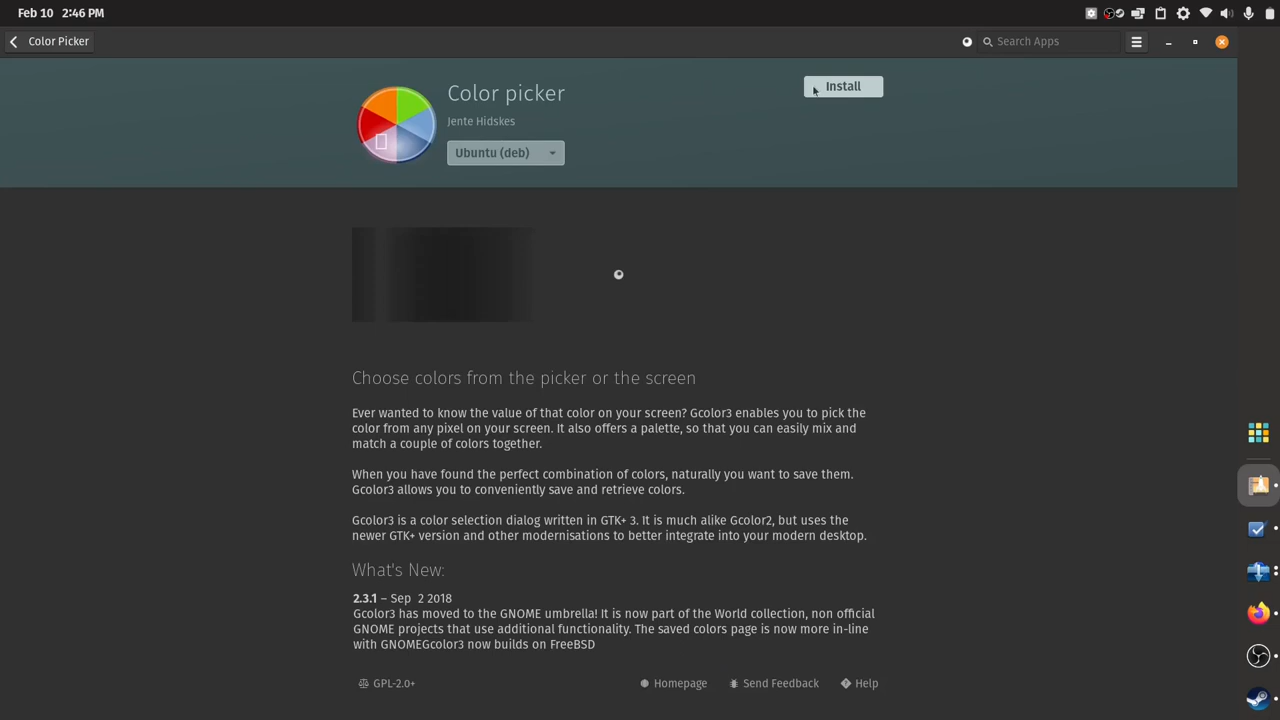 Feb 10 2:46 PM
Color Picker
Search Apps
Color picker
Install
Jente Hidskes
Ubuntu (deb)
Choose colors from the picker or the screen
Ever wanted to know the value of that color on your screen? Gcolor3 enables you to pick the
color from any pixel on your screen. It also offers a palette, so that you can easily mix and
match a couple of colors together.
When you have found the perfect combination of colors, naturally you want to save them.
Gcolor3 allows you to conveniently save and retrieve colors.
Gcolor3 is a color selection dialog written in GTK+ 3. It is much alike Gcolor2, but uses the
newer GTK+ version and other modernisations to better integrate into your modern desktop.
What's New:
2.3.1 – Sep 2 2018
Gcolor3 has moved to the GNOME umbrella! It is now part of the World collection, non official
GNOME projects that use additional functionality. The saved colors page is now more in-line
with GNOMEGcolor3 now builds on FreeBSD
GPL-2.0+
Homepage
Send Feedback
Help